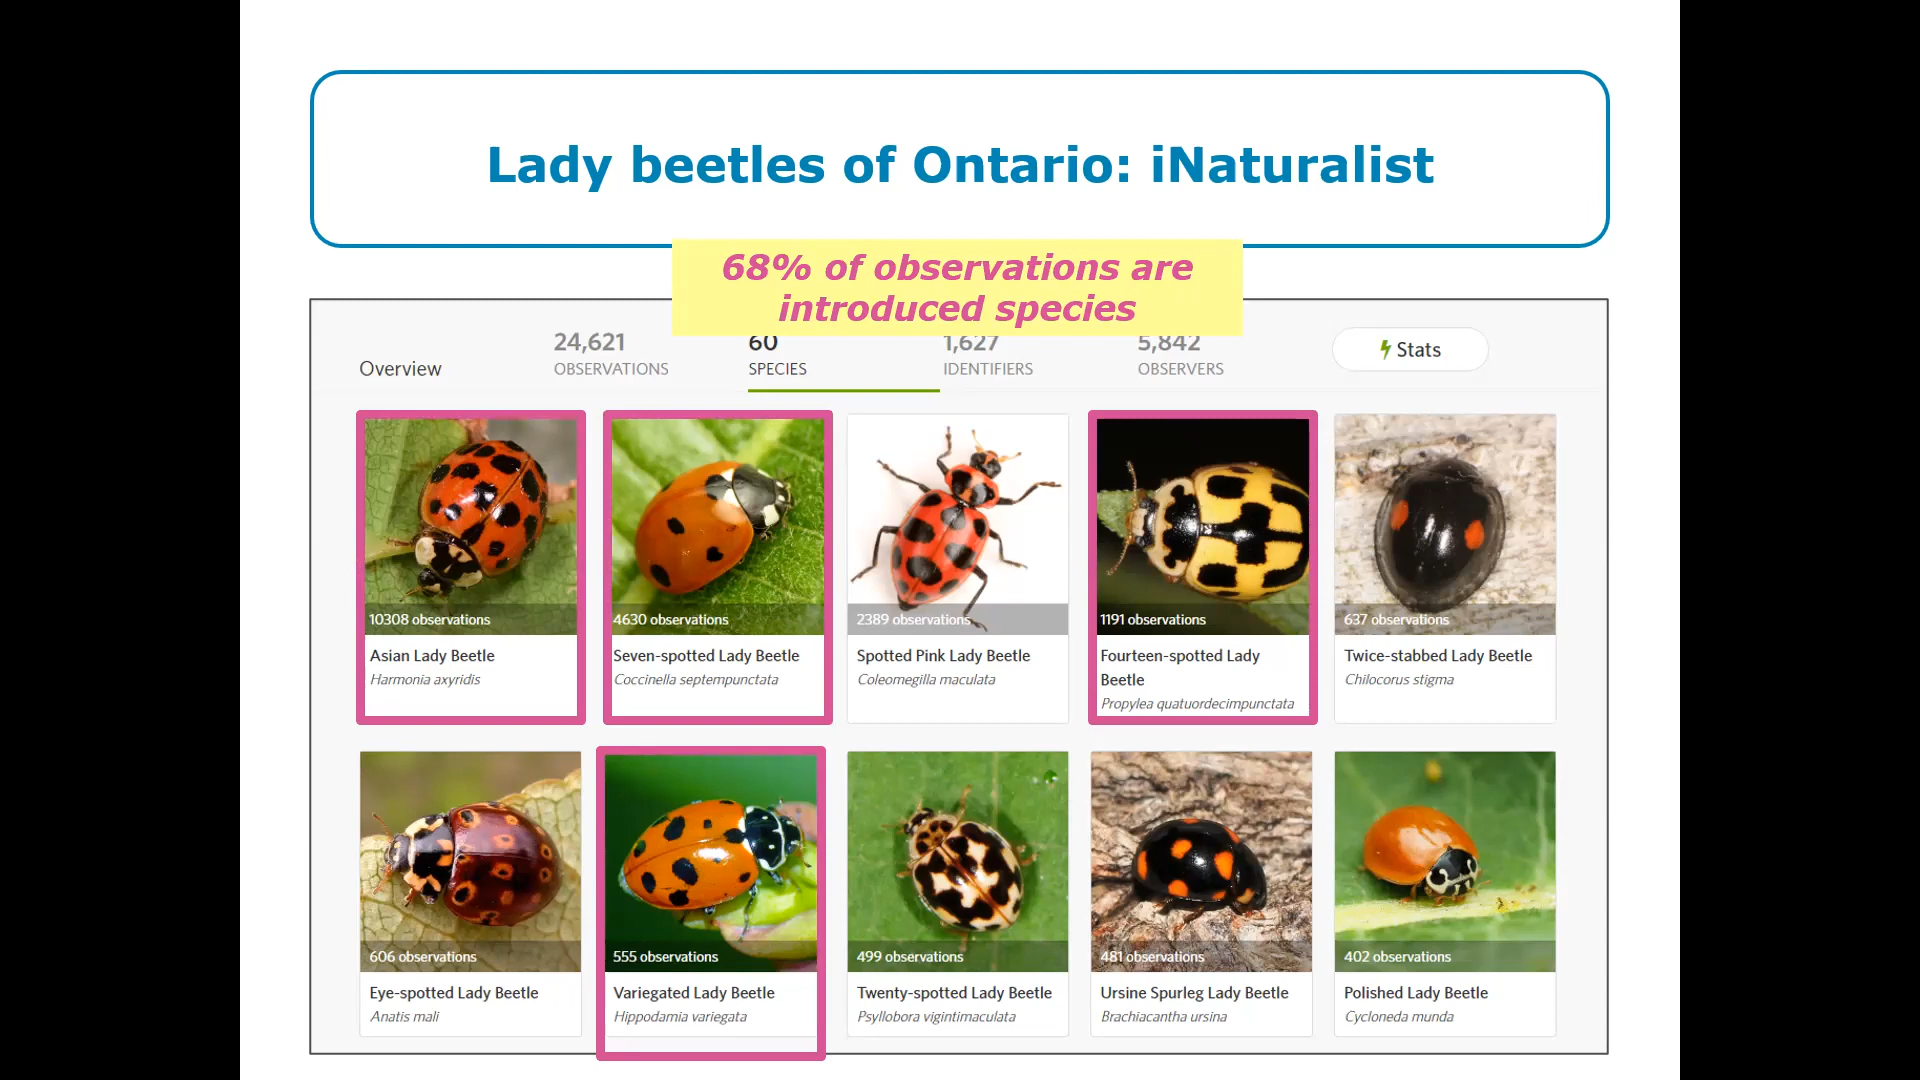 Lady beetles of Ontario: iNaturalist
68% of observations are
introduced species
Overview
24,621
OBSERVATIONS
60
SPECIES
1,627
IDENTIFIERS
5,842
OBSERVERS
Stats
10308 observations
Asian Lady Beetle
Harmonia axyridis
4630 observations
Seven-spotted Lady Beetle
Coccinella septempunctata
2389 observations
Spotted Pink Lady Beetle
Coleomegilla maculata
1191 observations
Fourteen-spotted Lady
Beetle
Propylea quatuordecimpunctata
637 observations
Twice-stabbed Lady Beetle
Chilocorus stigma
606 observations
Eye-spotted Lady Beetle
Anatis mali
555 observations
Variegated Lady Beetle
Hippodamia variegata
499 observations
Twenty-spotted Lady Beetle
Psyllobora vigintimaculata
481 observations
Ursine Spurleg Lady Beetle
Brachiacantha ursina
402 observations
Polished Lady Beetle
Cycloneda munda